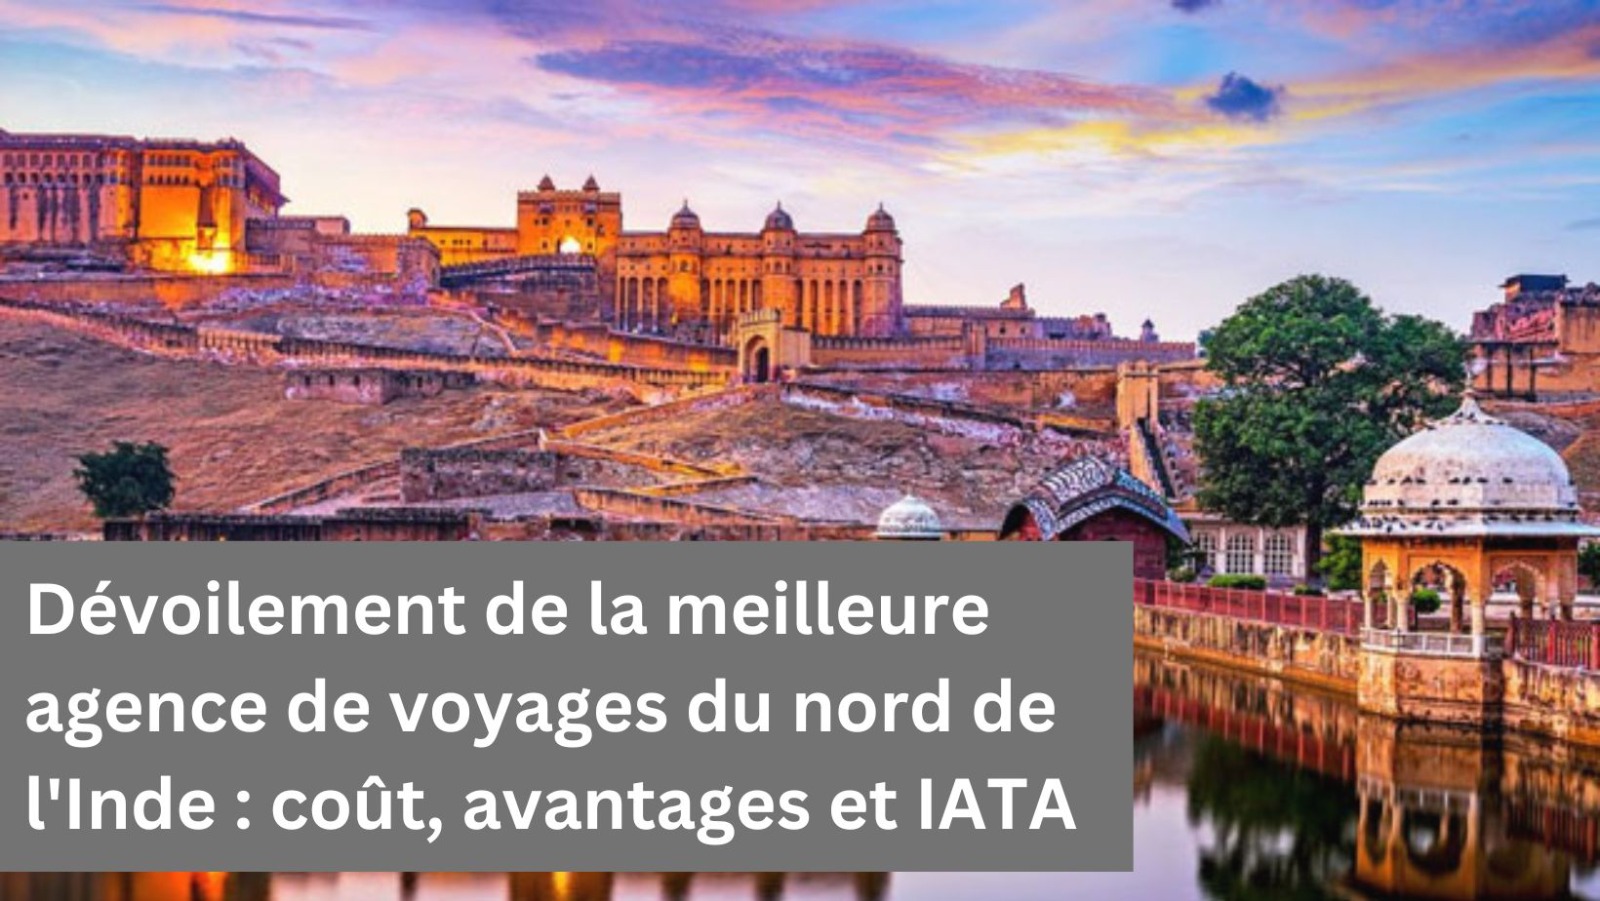 Dévoilement de la meilleure
agence de voyages du nord de
l'Inde : coût, avantages et IATA